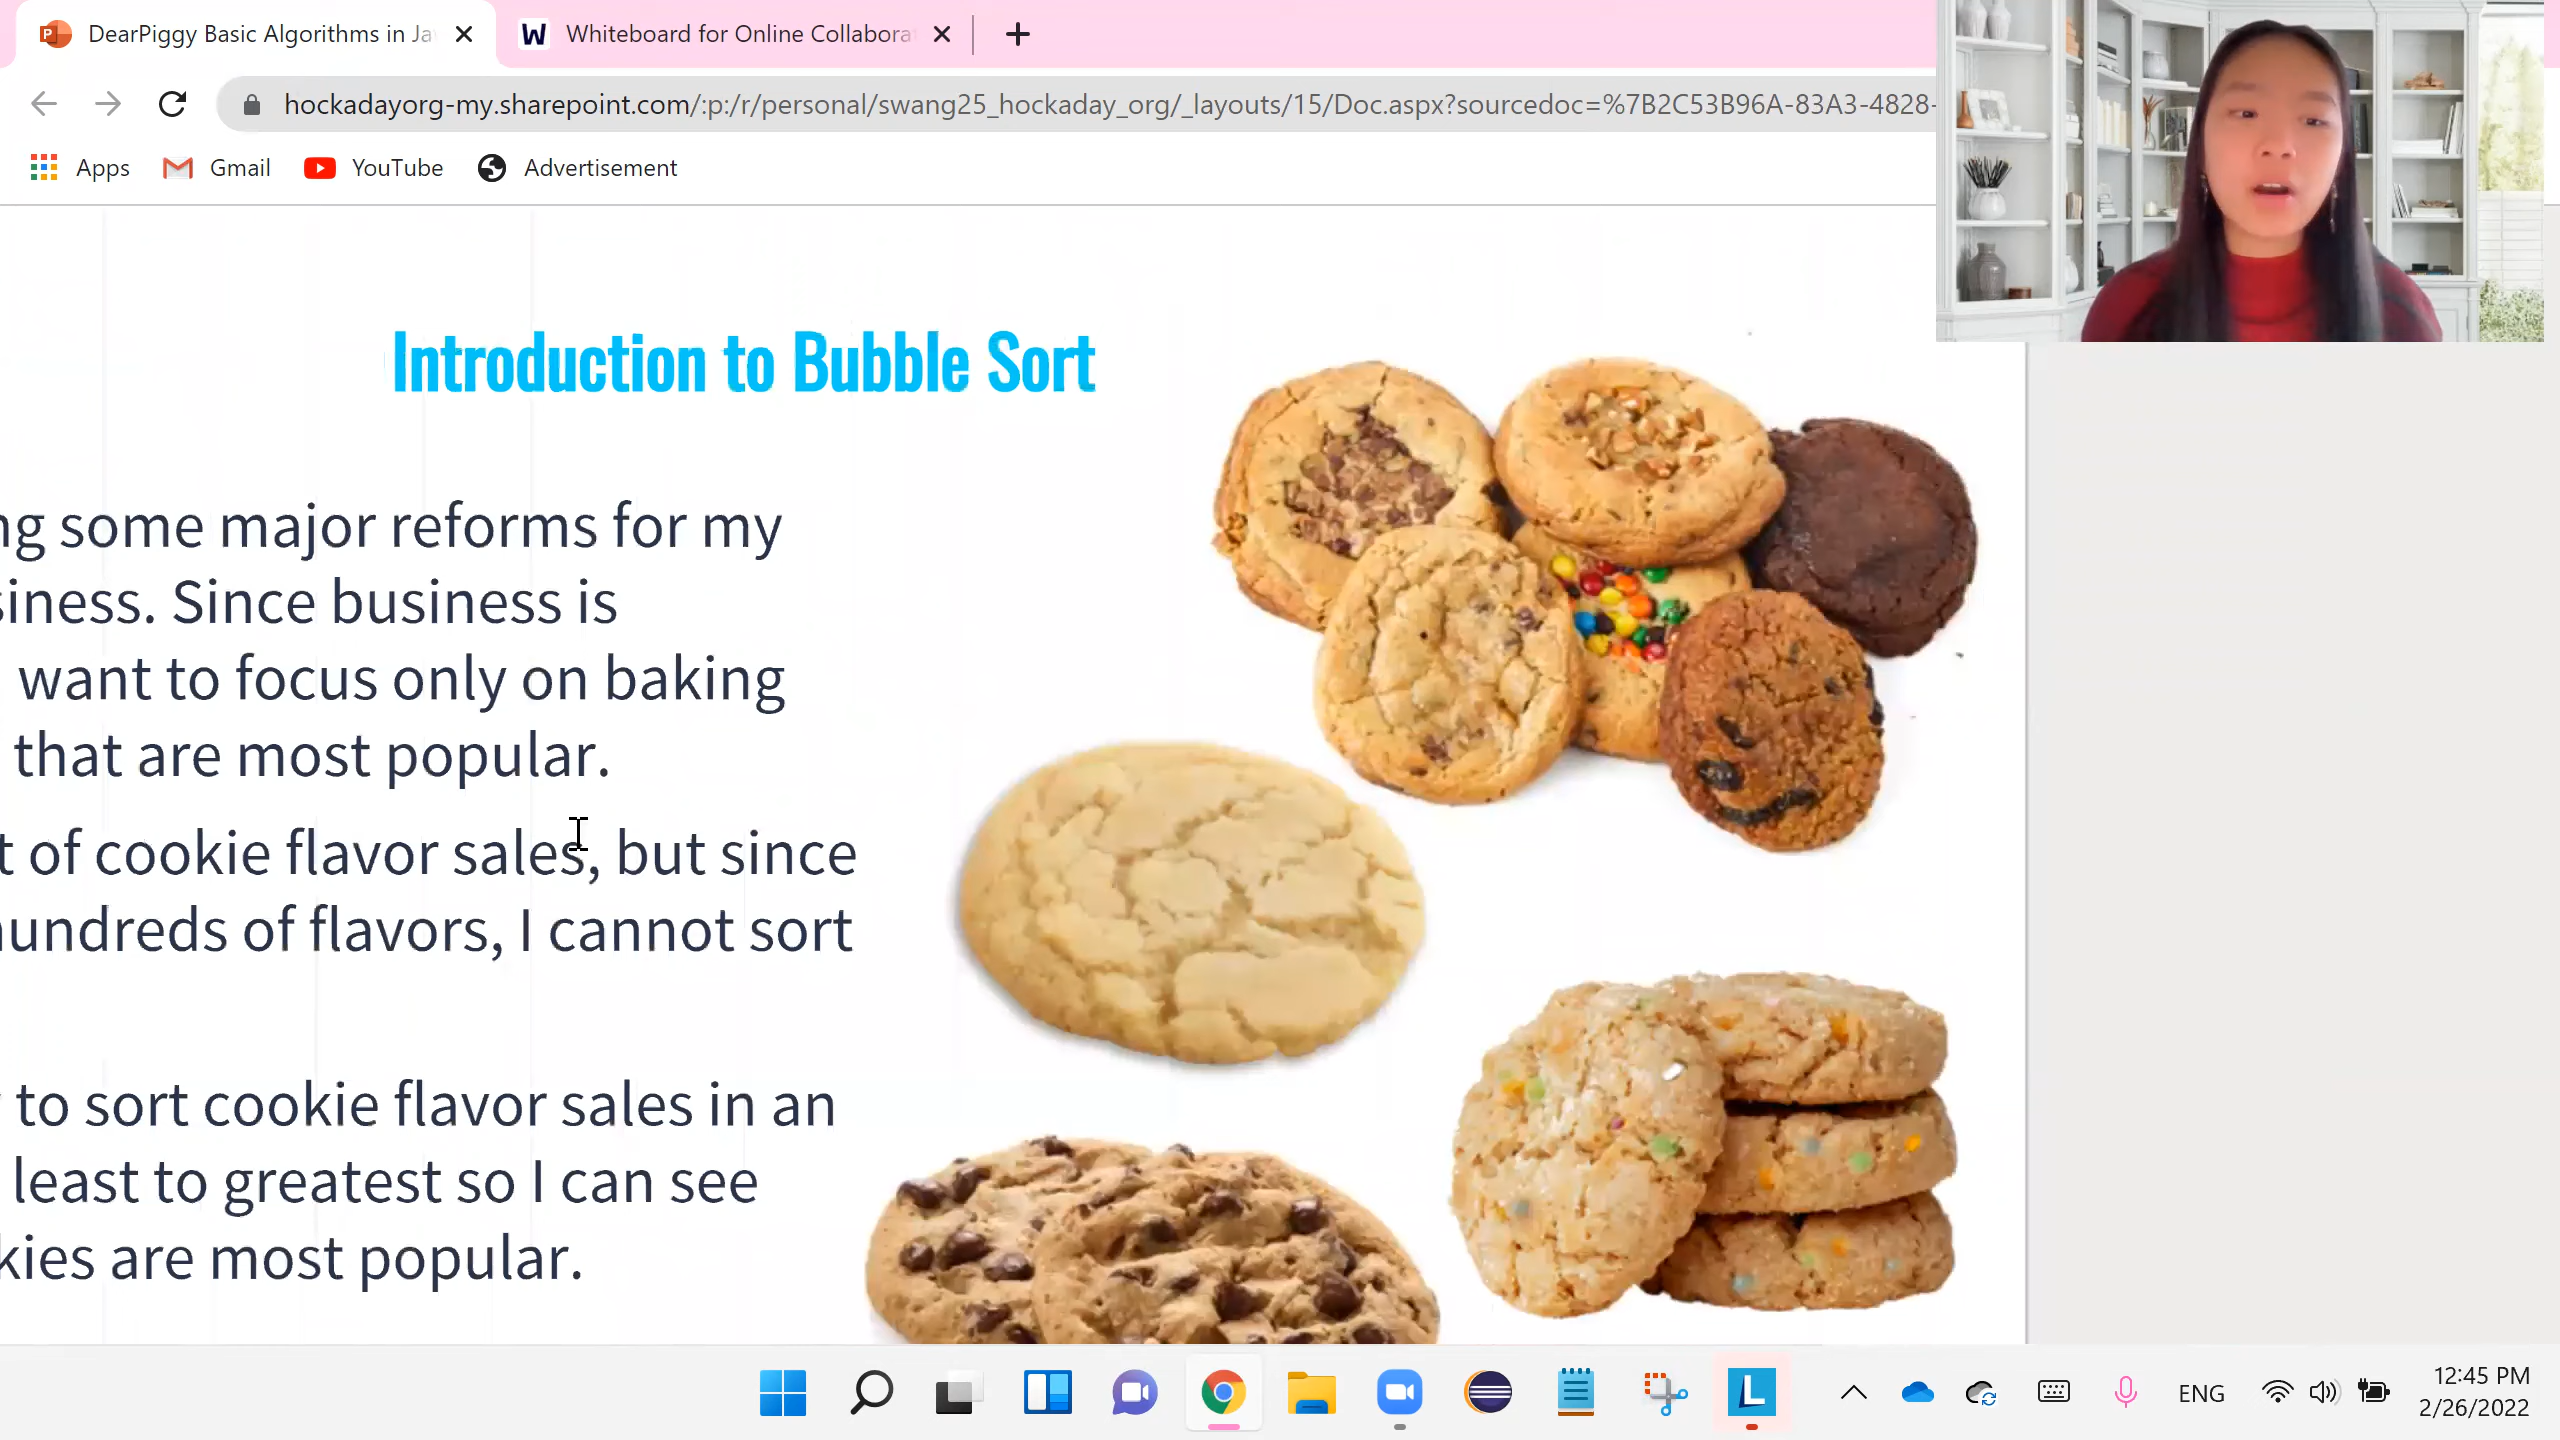 DearPiggy Basic Algorithms in Ja
Whiteboard for Online Collabora
hockadayorg-my.sharepoint.com/:p:/r/personal/swang25_hockaday_org/_layouts/15/Doc.aspx?sourcedoc=%7B2C53B96A-83A3-4828-
Apps Gmail YouTube Advertisement
Introduction to Bubble Sort
ng some major reforms for my
siness. Since business is
want to focus only on baking
that are most popular.
t of cookie flavor sales, but since
hundreds of flavors, I cannot sort
to sort cookie flavor sales in an
least to greatest so I can see
kies are most popular.
ENG
12:45 PM
2/26/2022